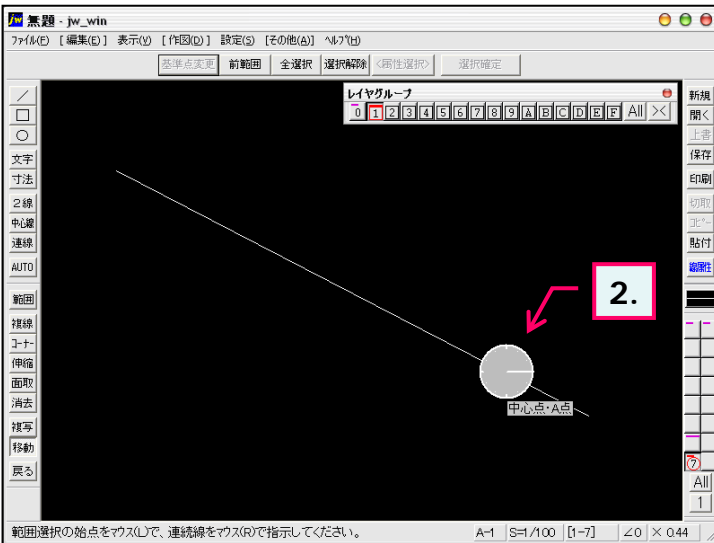 jw 無題 - jw_win
ファイル(F) [編集(E)] 表示(V) [作図(D)] 設定(S) [その他(A)] ヘルプ(H)
基準点変更 前範囲 全選択 選択解除 <属性選択> 選択確定
レイヤグループ
0 1 2 3 4 5 6 7 8 9 A B C D E F All ><
文字
寸法
2線
中心線
連線
AUTO
範囲
複線
コーナー
伸縮
面取
消去
複写
移動
戻る
2.
中心点・A点
新規
開く
上書
保存
印刷
切取
コピー
貼付
線属性
7
All
1
範囲選択の始点をマウス(L)で、連続線をマウス(R)で指示してください。
A-1 S=1/100 [1-7] ∠0 × 0.44